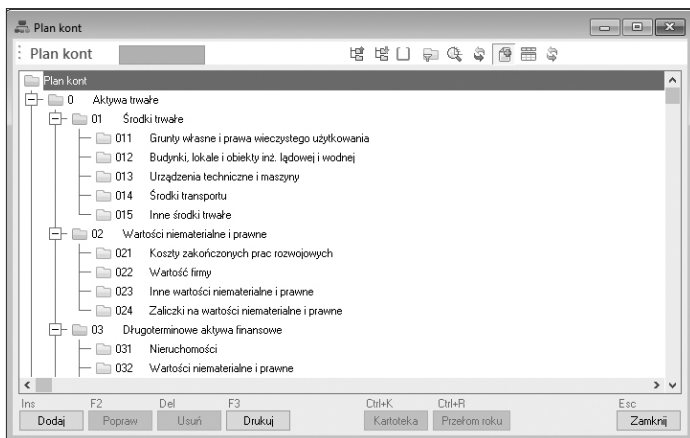 Plan kont
Plan kont
Plan kont
0 Aktywa trwałe
01 Środki trwałe
011 Grunty własne i prawa wieczystego użytkowania
012 Budynki, lokale i obiekty inż. lądowej i wodnej
013 Urządzenia techniczne i maszyny
014 Środki transportu
015 Inne środki trwałe
02 Wartości niematerialne i prawne
021 Koszty zakończonych prac rozwojowych
022 Wartość firmy
023 Inne wartości niematerialne i prawne
024 Zaliczki na wartości niematerialne i prawne
03 Długoterminowe aktywa finansowe
031 Nieruchomości
032 Wartości niematerialne i prawne
Ins F2 Del F3 Ctrl+K Ctrl+R Esc
Dodaj Popraw Usuń Drukuj Kartoteka Przełom roku Zamknij